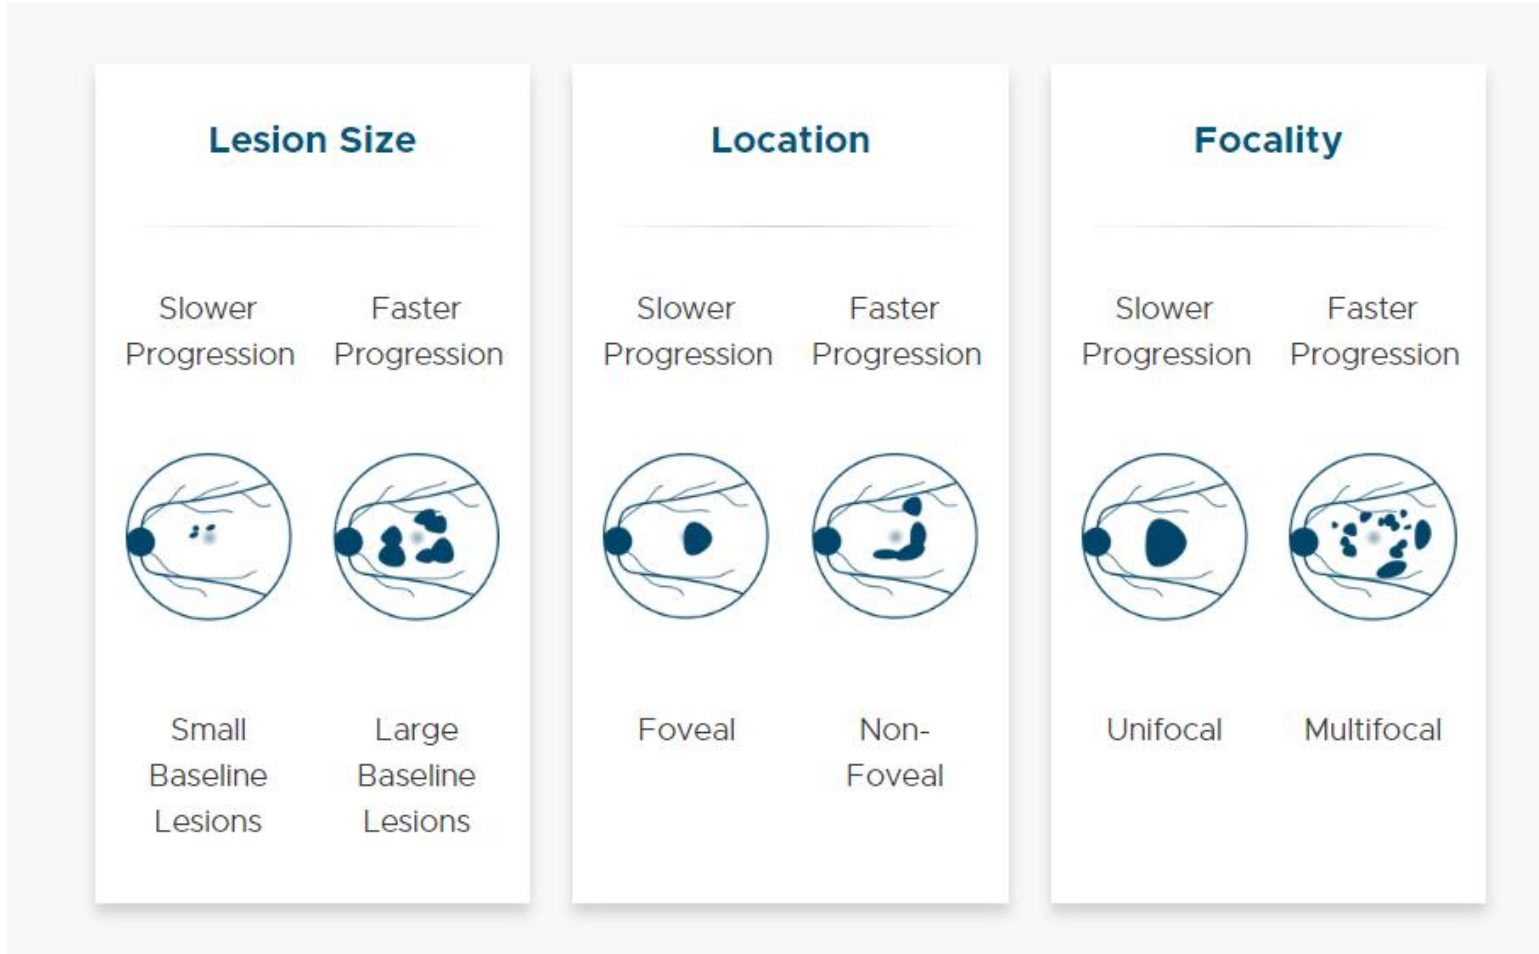 Lesion Size
Slower
Progression
Faster
Progression
Small
Baseline
Lesions
Large
Baseline
Lesions
Location
Slower
Progression
Faster
Progression
Foveal
Non-
Foveal
Focality
Slower
Progression
Faster
Progression
Unifocal
Multifocal